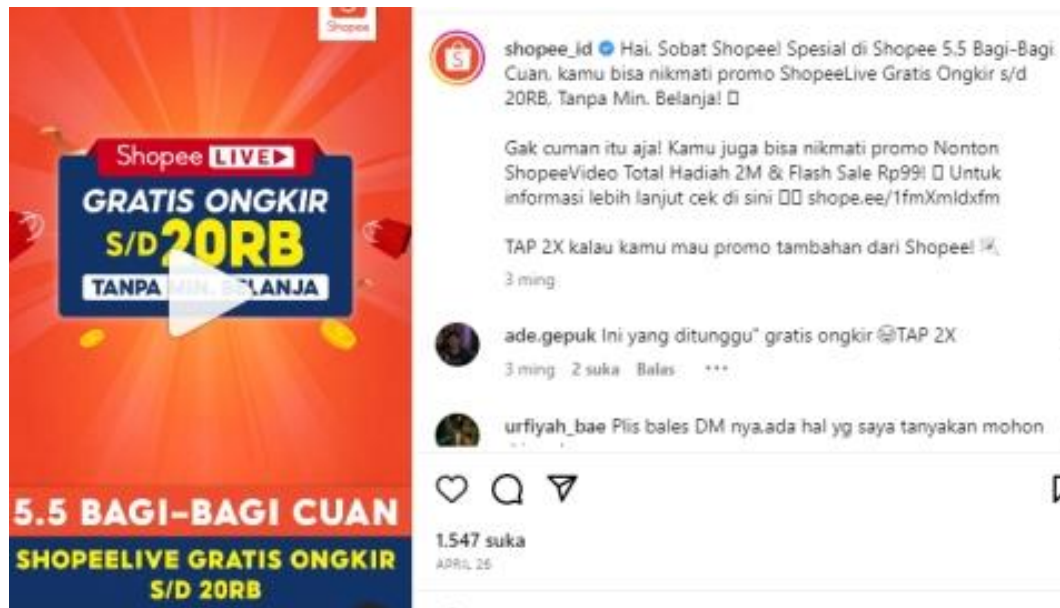 Shopee
Shopee LIVE
GRATIS ONGKIR
S/D 20RB
TANPA MIN. BELANJA
5.5 BAGI-BAGI CUAN
SHOPEELIVE GRATIS ONGKIR
S/D 20RB
shopee_id Hai, Sobat Shopee! Spesial di Shopee 5.5 Bagi-Bagi
Cuan, kamu bisa nikmati promo ShopeeLive Gratis Ongkir s/d
20RB, Tanpa Min. Belanja!
Gak cuman itu aja! Kamu juga bisa nikmati promo Nonton
ShopeeVideo Total Hadiah 2M & Flash Sale Rp99! Untuk
informasi lebih lanjut cek di sini shope.ee/1fmXmIdxfm
TAP 2X kalau kamu mau promo tambahan dari Shopee!
3 ming
ade.gepuk Ini yang ditunggu" gratis ongkir TAP 2X
3 ming 2 suka Balas
urfiyah_bae Plis bales DM nya.ada hal yg saya tanyakan mohon
1.547 suka
APRIL 26